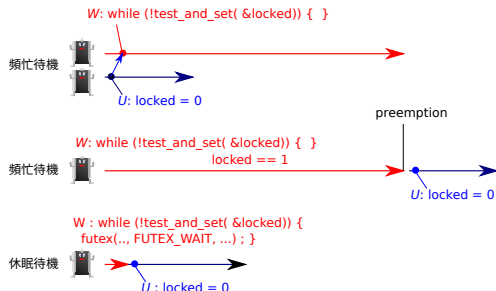 W: while (!test_and_set( &locked)) {  }
頻忙待機
U: locked = 0
preemption
W: while (!test_and_set( &locked)) {  }
locked == 1
頻忙待機
U: locked = 0
W : while (!test_and_set( &locked)) {
futex(.., FUTEX_WAIT, ...) ; }
休眠待機
U : locked = 0